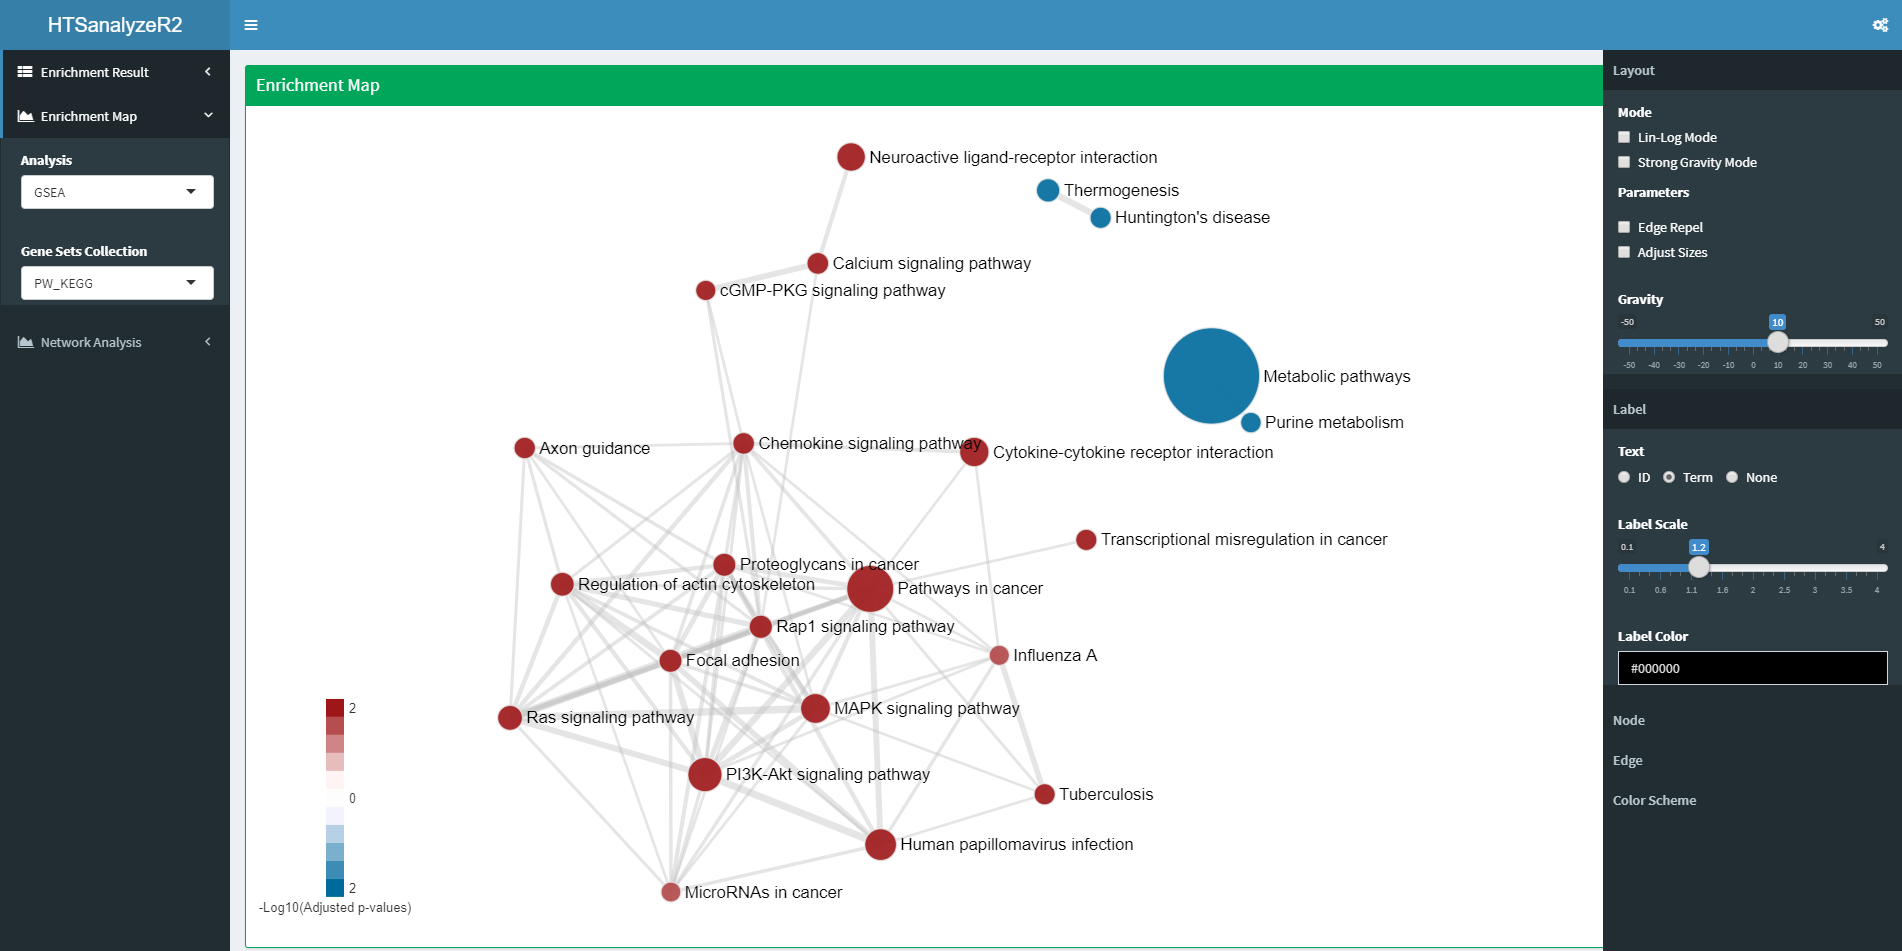 HTSanalyzeR2
Enrichment Result
Enrichment Map
Analysis
GSEA
Gene Sets Collection
PW_KEGG
Network Analysis
Enrichment Map
Neuroactive ligand-receptor interaction
Thermogenesis
Huntington's disease
Calcium signaling pathway
cGMP-PKG signaling pathway
Metabolic pathways
Purine metabolism
Axon guidance
Chemokine signaling pathway
Cytokine-cytokine receptor interaction
Transcriptional misregulation in cancer
Proteoglycans in cancer
Regulation of actin cytoskeleton
Pathways in cancer
Rap1 signaling pathway
Influenza A
Focal adhesion
MAPK signaling pathway
Ras signaling pathway
PI3K-Akt signaling pathway
Tuberculosis
Human papillomavirus infection
MicroRNAs in cancer
2
0
2
-Log10(Adjusted p-values)
Layout
Mode
Lin-Log Mode
Strong Gravity Mode
Parameters
Edge Repel
Adjust Sizes
Gravity
-50 10 50
-50 -40 -30 -20 -10 0 10 20 30 40 50
Label
Text
ID Term None
Label Scale
0.1 1.2 4
0.1 0.6 1.1 1.6 2 2.5 3 3.5 4
Label Color
#000000
Node
Edge
Color Scheme